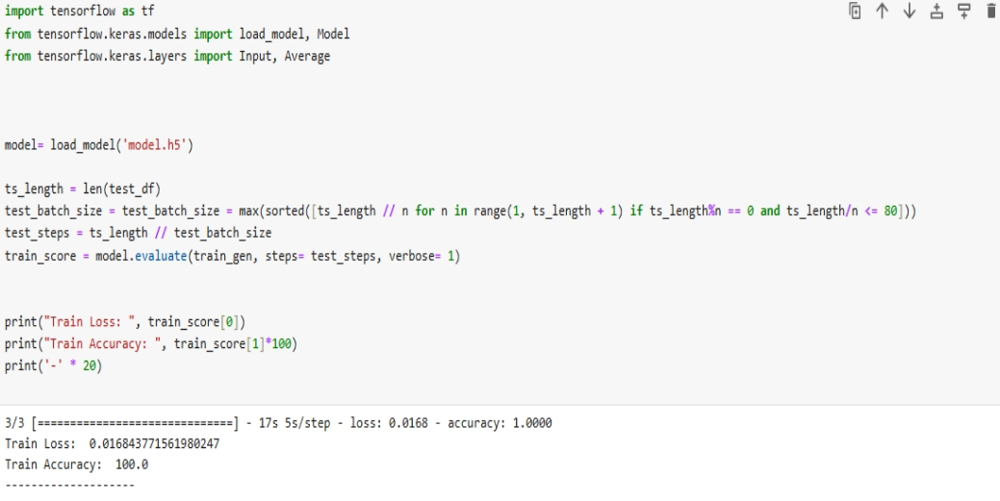 import tensorflow as tf
from tensorflow.keras.models import load_model, Model
from tensorflow.keras.layers import Input, Average
model= load_model('model.h5')
ts_length = len(test_df)
test_batch_size = test_batch_size = max(sorted([ts_length // n for n in range(1, ts_length + 1) if ts_length%n == 0 and ts_length/n <= 80]))
test_steps = ts_length // test_batch_size
train_score = model.evaluate(train_gen, steps= test_steps, verbose= 1)
print("Train Loss: ", train_score[0])
print("Train Accuracy: ", train_score[1]*100)
print('-' * 20)
3/3 [==============================] - 17s 5s/step - loss: 0.0168 - accuracy: 1.0000
Train Loss:  0.016843771561980247
Train Accuracy:  100.0
--------------------